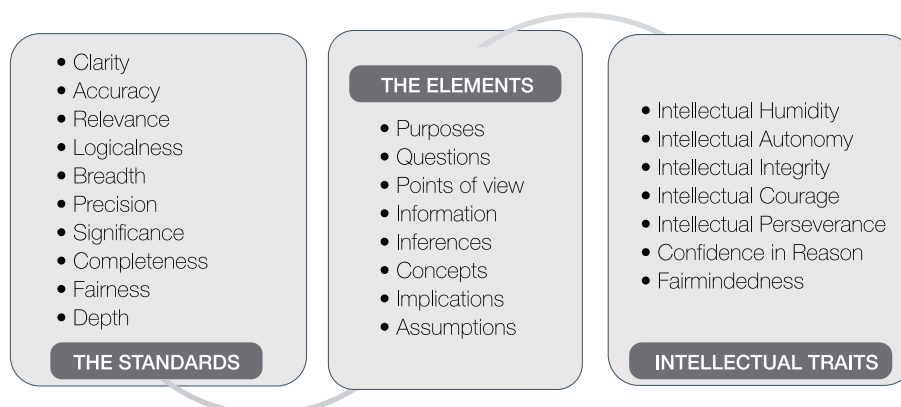 • Clarity
• Accuracy
• Relevance
• Logicalness
• Breadth
• Precision
• Significance
• Completeness
• Fairness
• Depth
THE STANDARDS
THE ELEMENTS
• Purposes
• Questions
• Points of view
• Information
• Inferences
• Concepts
• Implications
• Assumptions
• Intellectual Humidity
• Intellectual Autonomy
• Intellectual Integrity
• Intellectual Courage
• Intellectual Perseverance
• Confidence in Reason
• Fairmindedness
INTELLECTUAL TRAITS